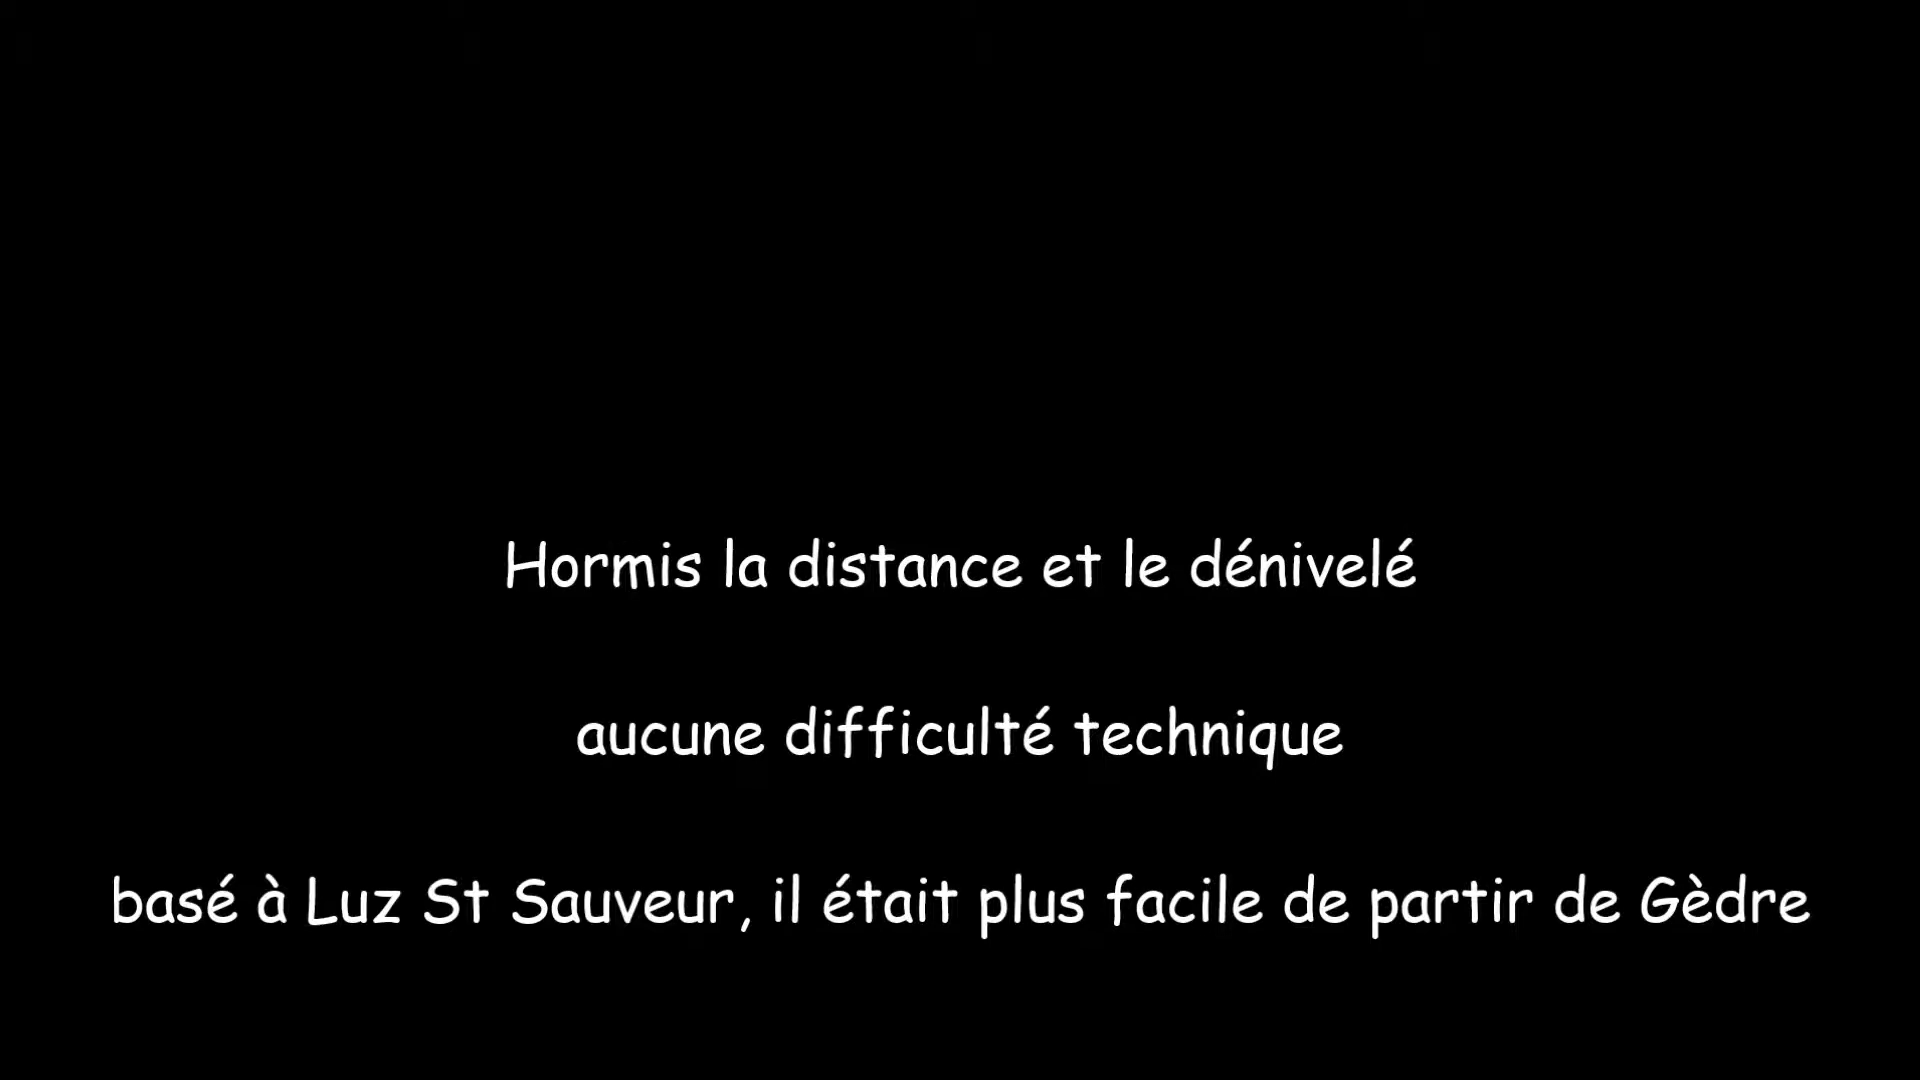 Hormis la distance et le dénivelé
aucune difficulté technique
basé à Luz St Sauveur, il était plus facile de partir de Gèdre